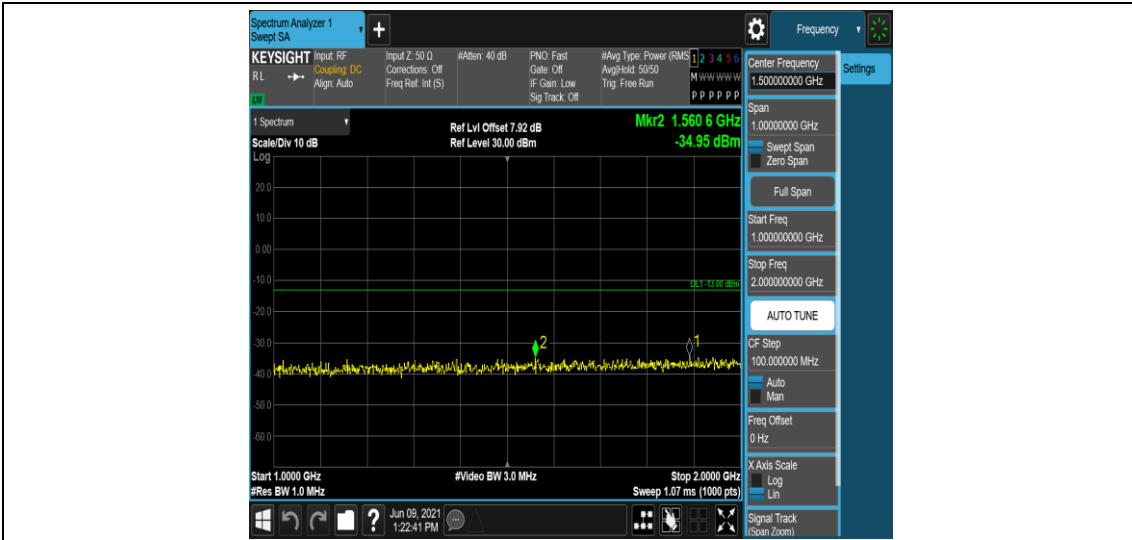 Spectrum Analyzer 1
Swept SA
+
Frequency
KEYSIGHT
RL
LXI
Input: RF
Coupling: DC
Align: Auto
Input Z: 50 Ω
Corrections: Off
Freq Ref: Int (S)
#Atten: 40 dB
PNO: Fast
Gate: Off
IF Gain: Low
Sig Track: Off
#Avg Type: Power (RMS
Avg|Hold: 50/50
Trig: Free Run
1 2 3 4 5 6
M W W W W W
P P P P P P
1 Spectrum
Scale/Div 10 dB
Ref Lvl Offset 7.92 dB
Ref Level 30.00 dBm
Mkr2 1.560 6 GHz
-34.95 dBm
Log
20.0
10.0
0.00
-10.0
DL1 -13.00 dBm
-20.0
-30.0
2
1
-40.0
-50.0
-60.0
Start 1.0000 GHz
#Res BW 1.0 MHz
#Video BW 3.0 MHz
Stop 2.0000 GHz
Sweep 1.07 ms (1000 pts)
?
Jun 09, 2021
1:22:41 PM
Center Frequency
1.500000000 GHz
Settings
Span
1.00000000 GHz
Swept Span
Zero Span
Full Span
Start Freq
1.000000000 GHz
Stop Freq
2.000000000 GHz
AUTO TUNE
CF Step
100.000000 MHz
Auto
Man
Freq Offset
0 Hz
X Axis Scale
Log
Lin
Signal Track
(Span Zoom)